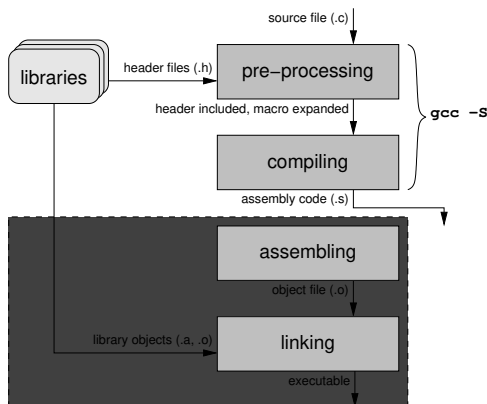 source file (.c)
libraries
header files (.h)
pre-processing
header included, macro expanded
gcc -S
compiling
assembly code (.s)
assembling
object file (.o)
library objects (.a, .o)
linking
executable